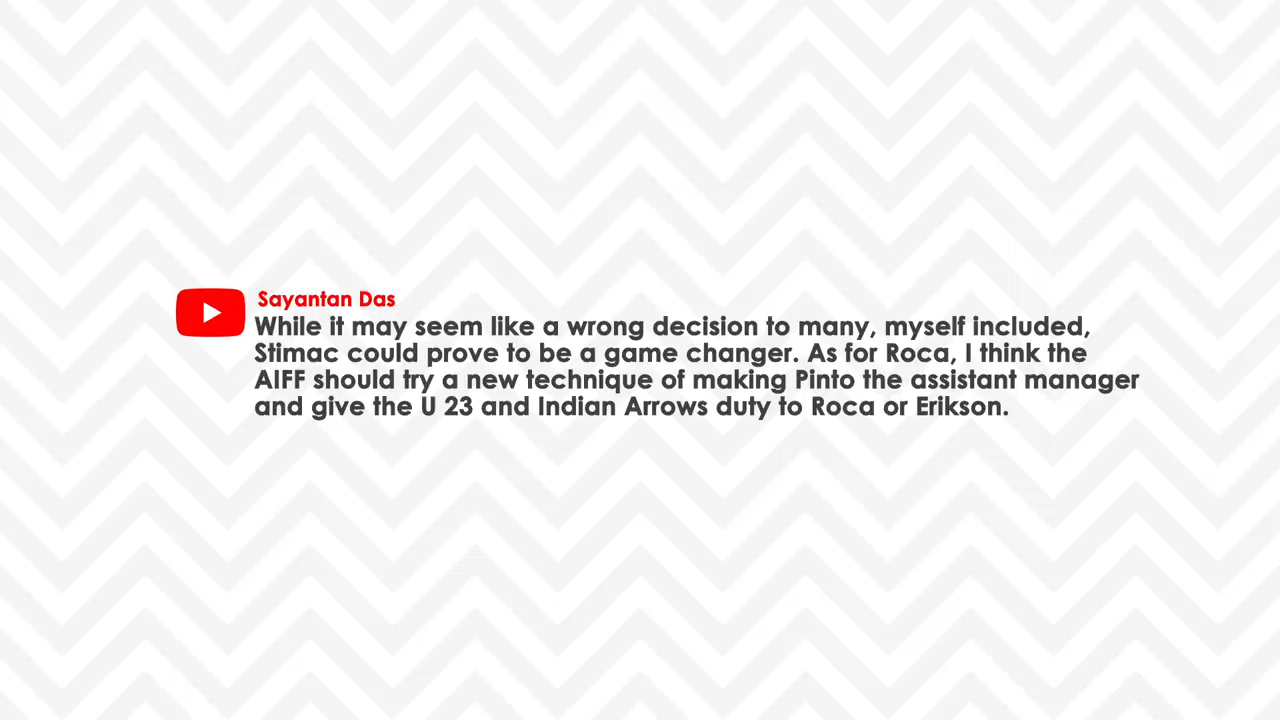 Sayantan Das
While it may seem like a wrong decision to many, myself included,
Stimac could prove to be a game changer. As for Roca, I think the
AIFF should try a new technique of making Pinto the assistant manager
and give the U 23 and Indian Arrows duty to Roca or Erikson.